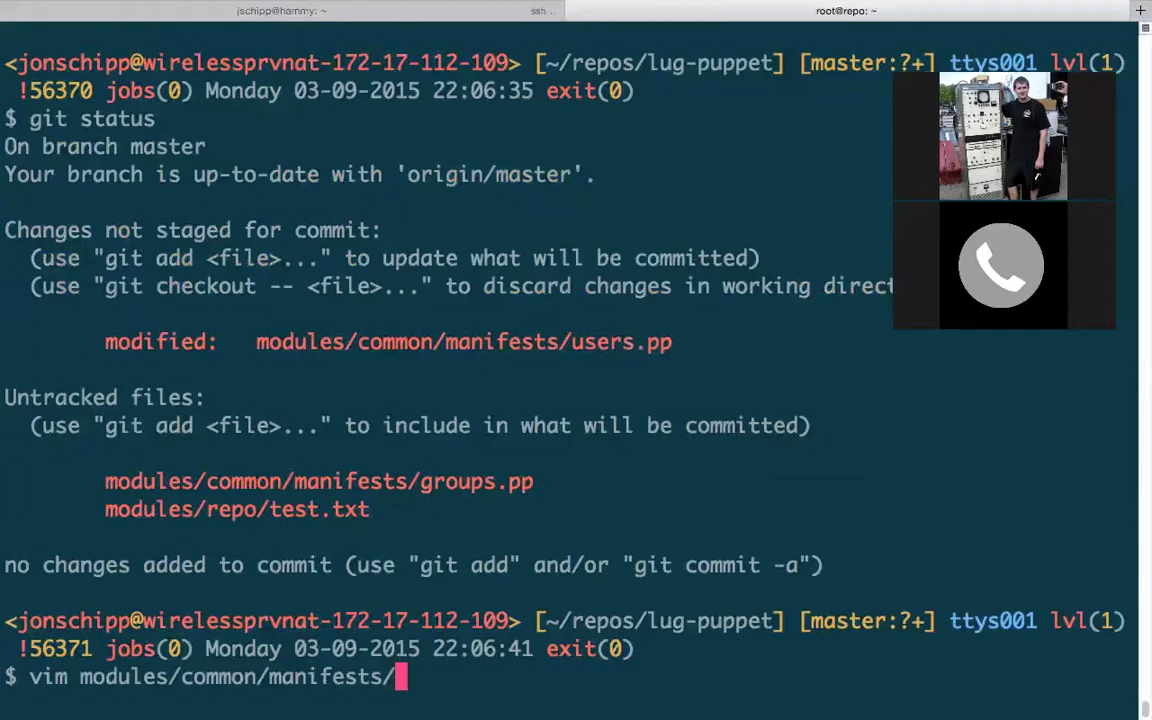 jschipp@hammy: ~
ssh ..
root@repo: ~
<jonschipp@wirelessprvnat-172-17-112-109> [~/repos/lug-puppet] [master:?+] ttys001 lvl(1)
!56370 jobs(0) Monday 03-09-2015 22:06:35 exit(0)
$ git status
On branch master
Your branch is up-to-date with 'origin/master'.
Changes not staged for commit:
(use "git add <file>..." to update what will be committed)
(use "git checkout -- <file>..." to discard changes in working direct
modified: modules/common/manifests/users.pp
Untracked files:
(use "git add <file>..." to include in what will be committed)
modules/common/manifests/groups.pp
modules/repo/test.txt
no changes added to commit (use "git add" and/or "git commit -a")
<jonschipp@wirelessprvnat-172-17-112-109> [~/repos/lug-puppet] [master:?+] ttys001 lvl(1)
!56371 jobs(0) Monday 03-09-2015 22:06:41 exit(0)
$ vim modules/common/manifests/